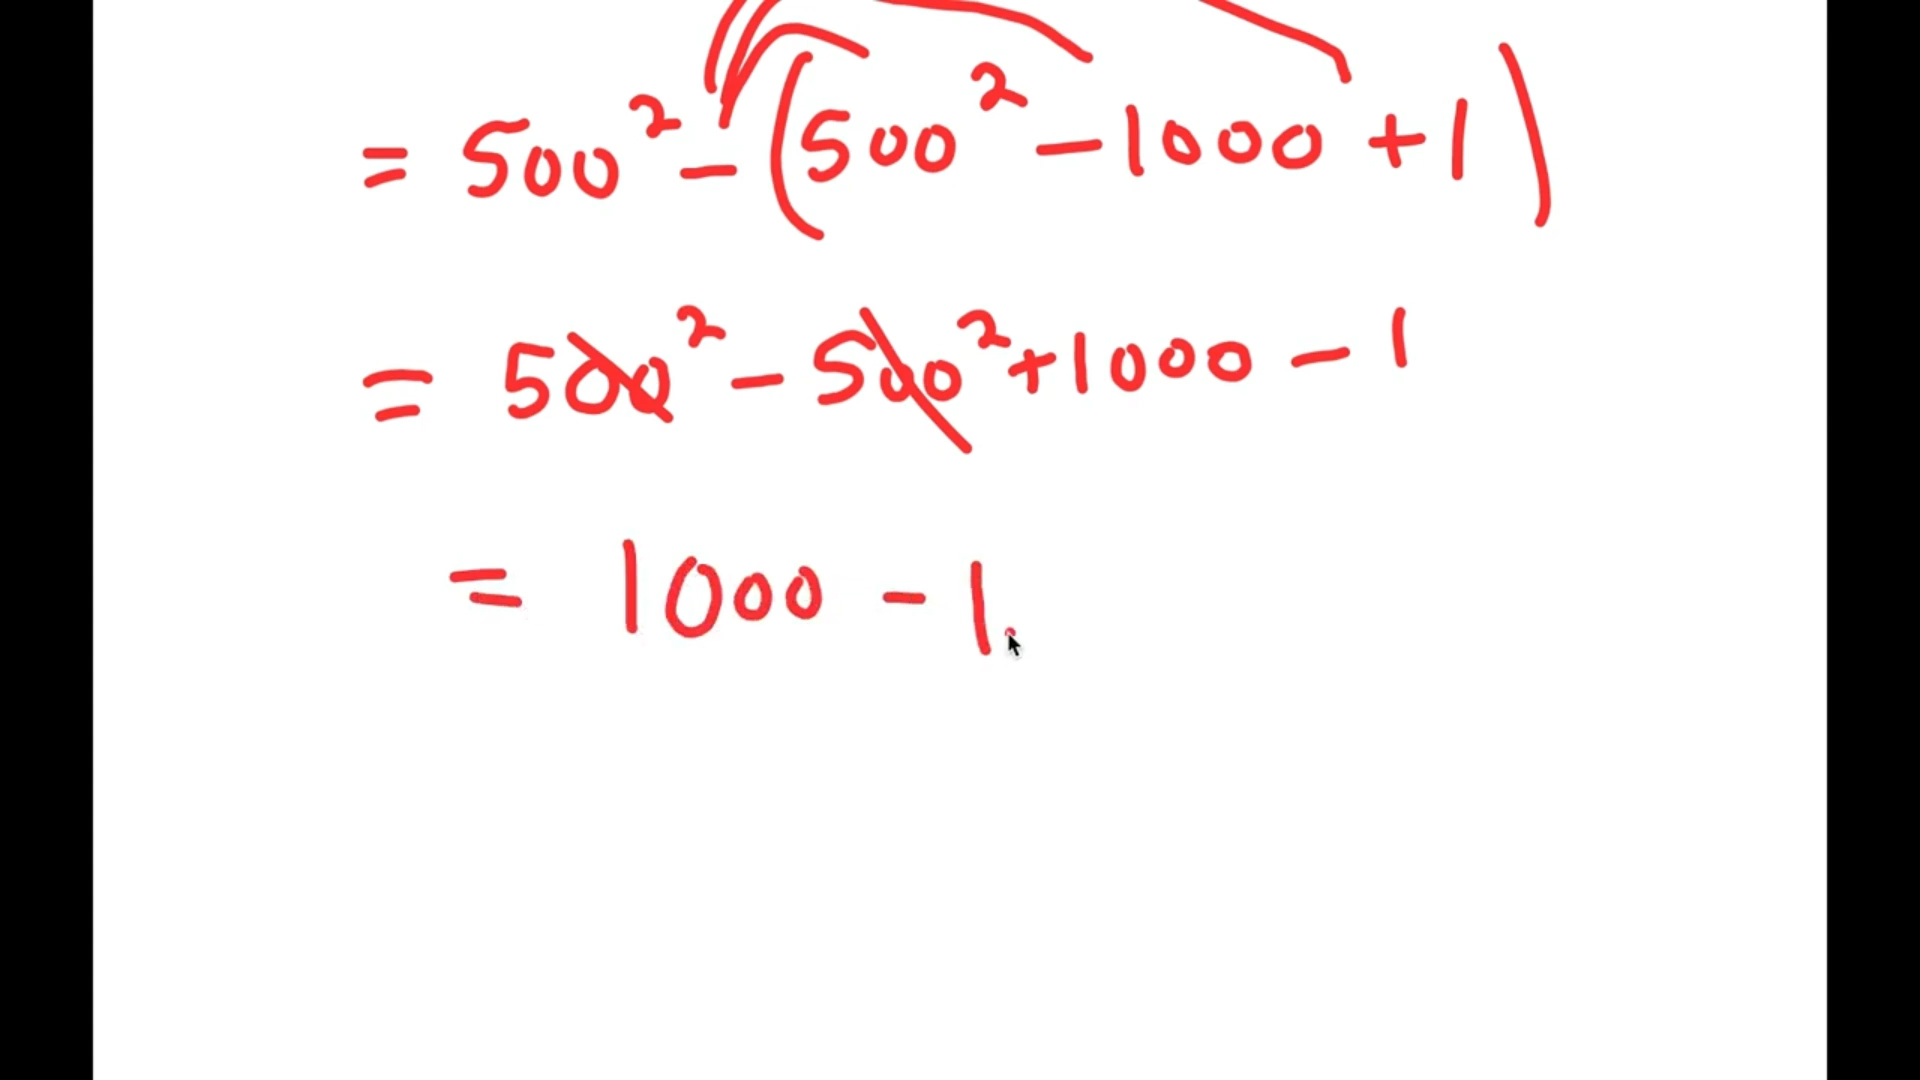 = 500² - (500² - 1000 + 1)
= 500² - 500² + 1000 - 1
= 1000 - 1.